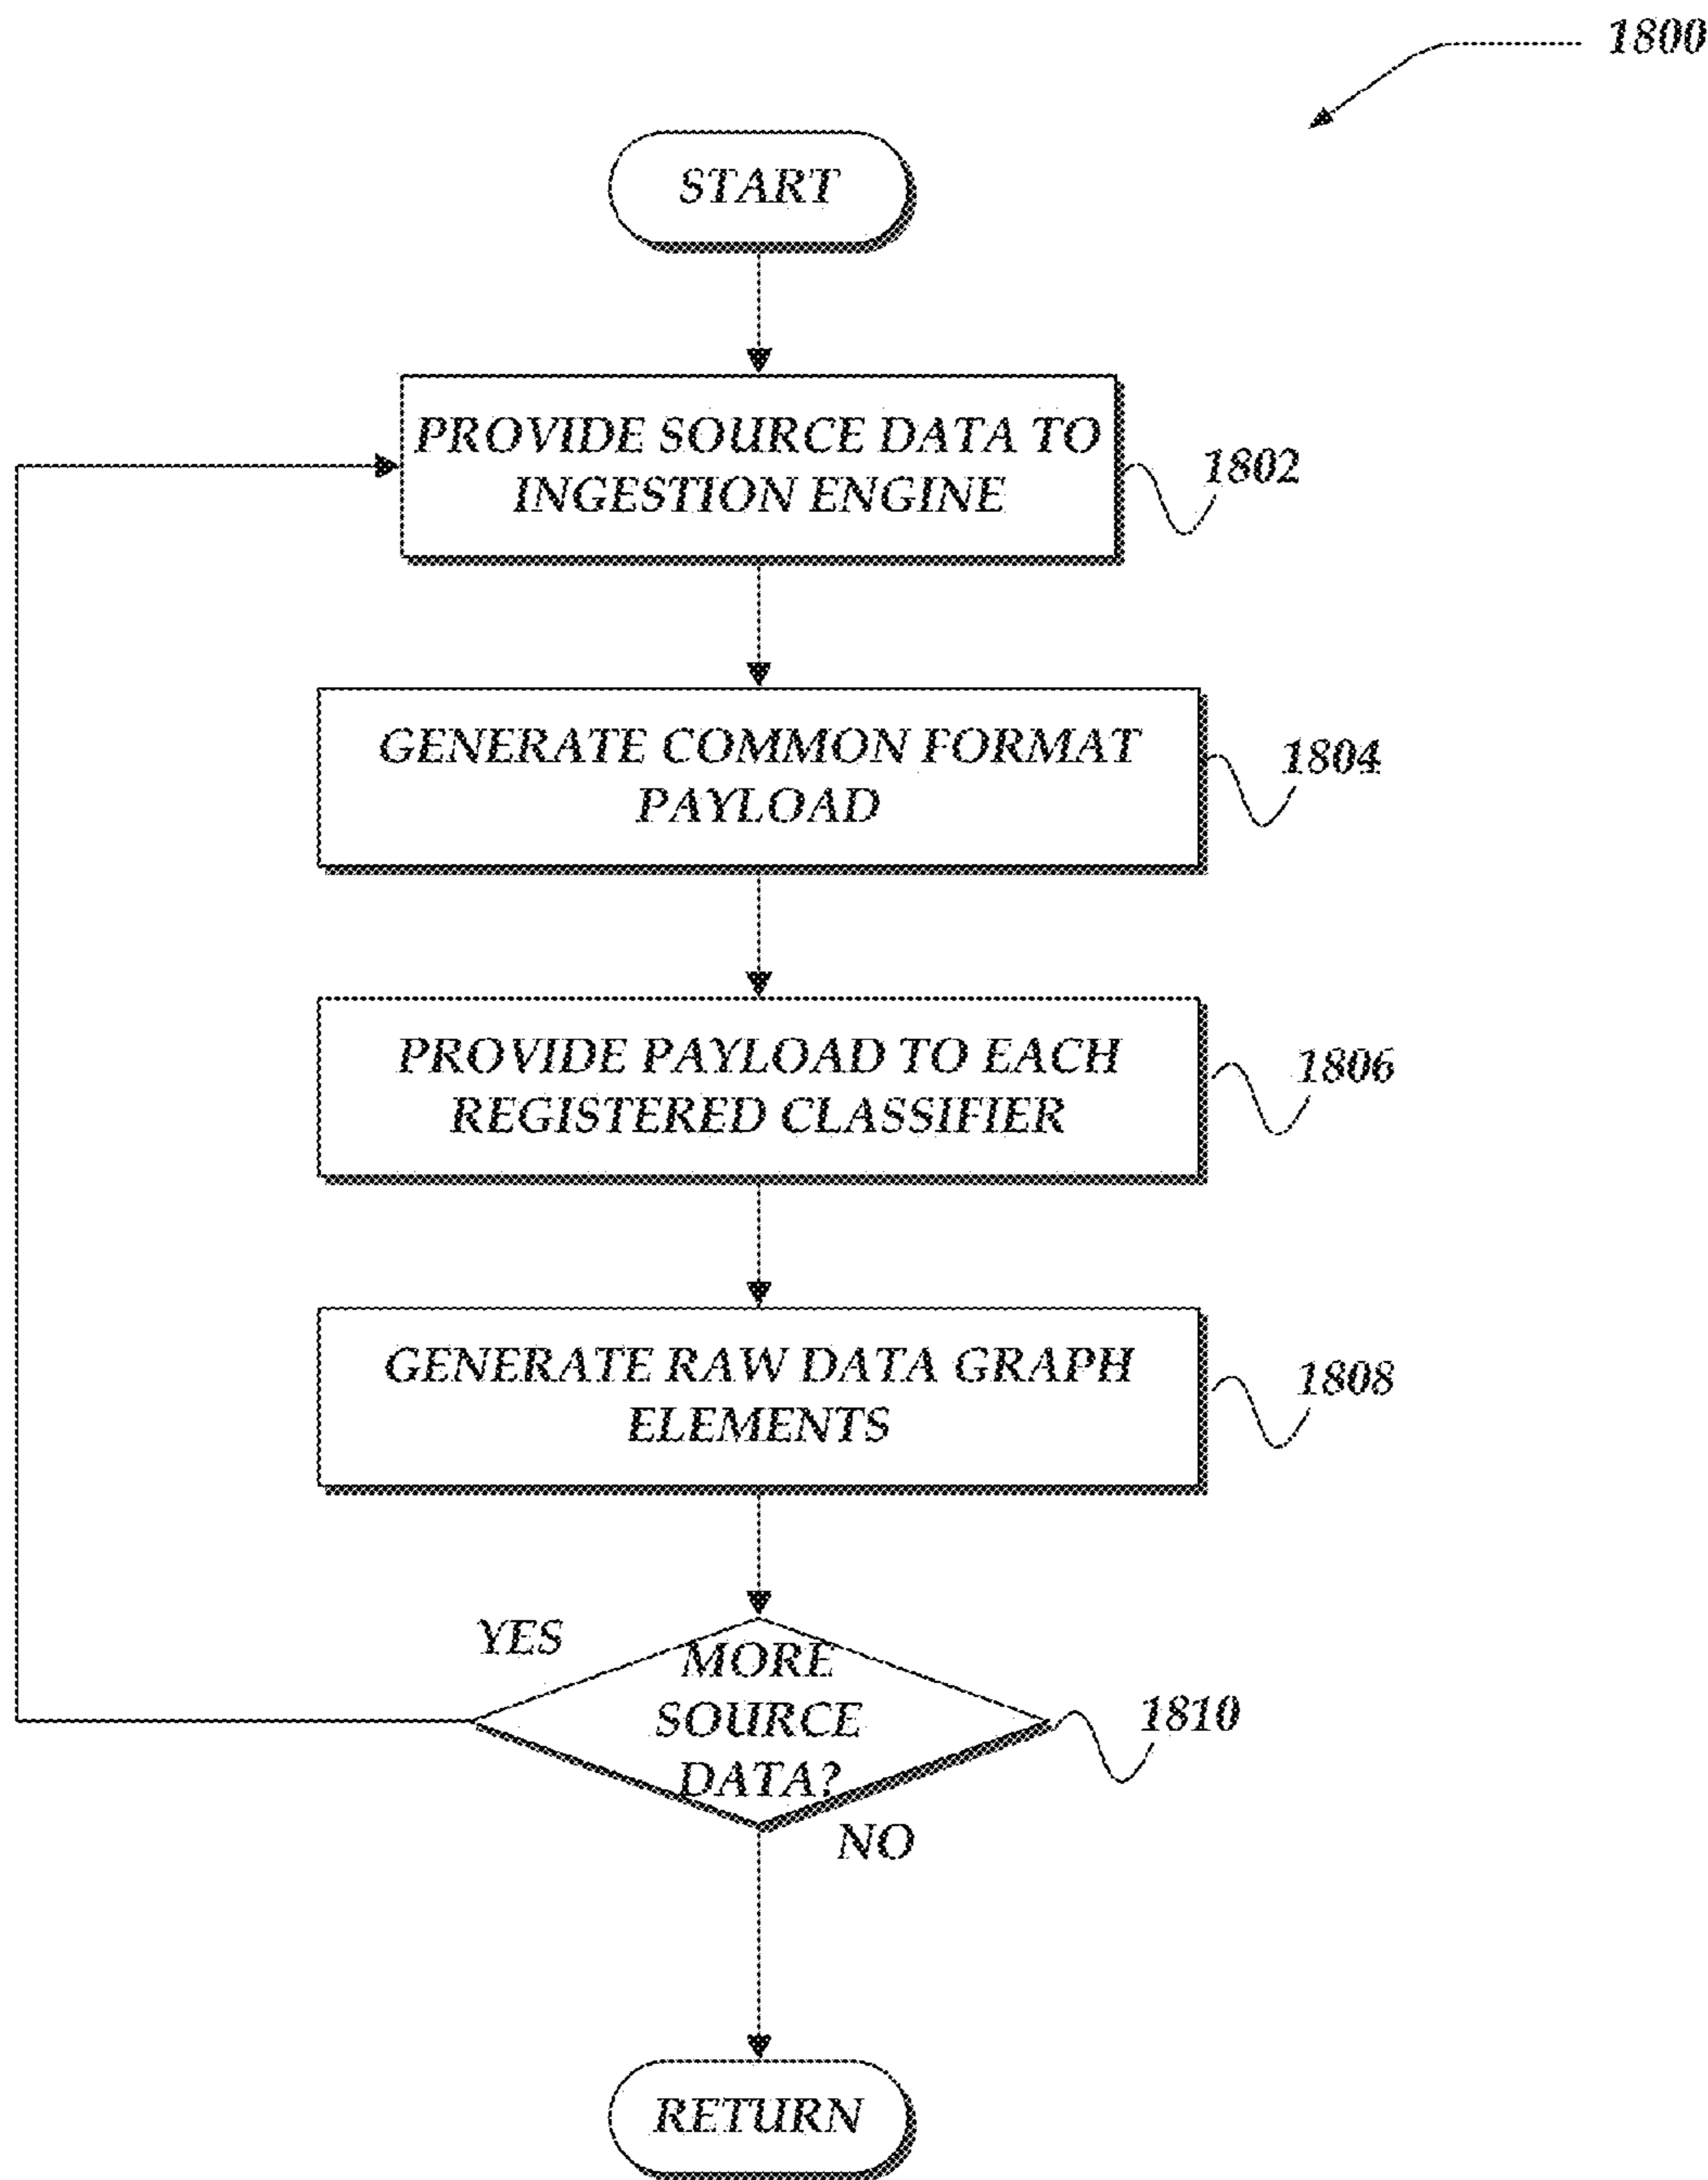 1800
START
PROVIDE SOURCE DATA TO
INGESTION ENGINE
1802
GENERATE COMMON FORMAT
PAYLOAD
1804
PROVIDE PAYLOAD TO EACH
REGISTERED CLASSIFIER
1806
GENERATE RAW DATA GRAPH
ELEMENTS
1808
YES
MORE
SOURCE
DATA?
1810
NO
RETURN